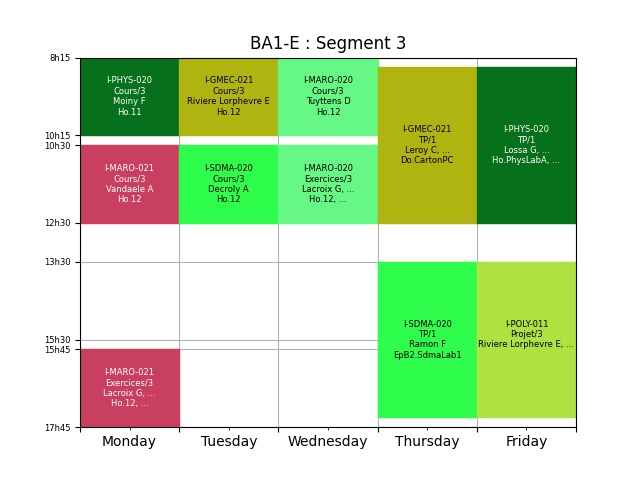 BA1-E : Segment 3
8h15
10h15
10h30
12h30
13h30
15h30
15h45
17h45
I-PHYS-020
Cours/3
Moiny F
Ho.11
I-MARO-021
Cours/3
Vandaele A
Ho.12
I-MARO-021
Exercices/3
Lacroix G, ...
Ho.12, ...
I-GMEC-021
Cours/3
Riviere Lorphevre E
Ho.12
I-SDMA-020
Cours/3
Decroly A
Ho.12
I-MARO-020
Cours/3
Tuyttens D
Ho.12
I-MARO-020
Exercices/3
Lacroix G, ...
Ho.12, ...
I-GMEC-021
TP/1
Leroy C, ...
Do.CartonPC
I-SDMA-020
TP/1
Ramon F
EpB2.SdmaLab1
I-PHYS-020
TP/1
Lossa G, ...
Ho.PhysLabA, ...
I-POLY-011
Projet/3
Riviere Lorphevre E, ...
Monday
Tuesday
Wednesday
Thursday
Friday